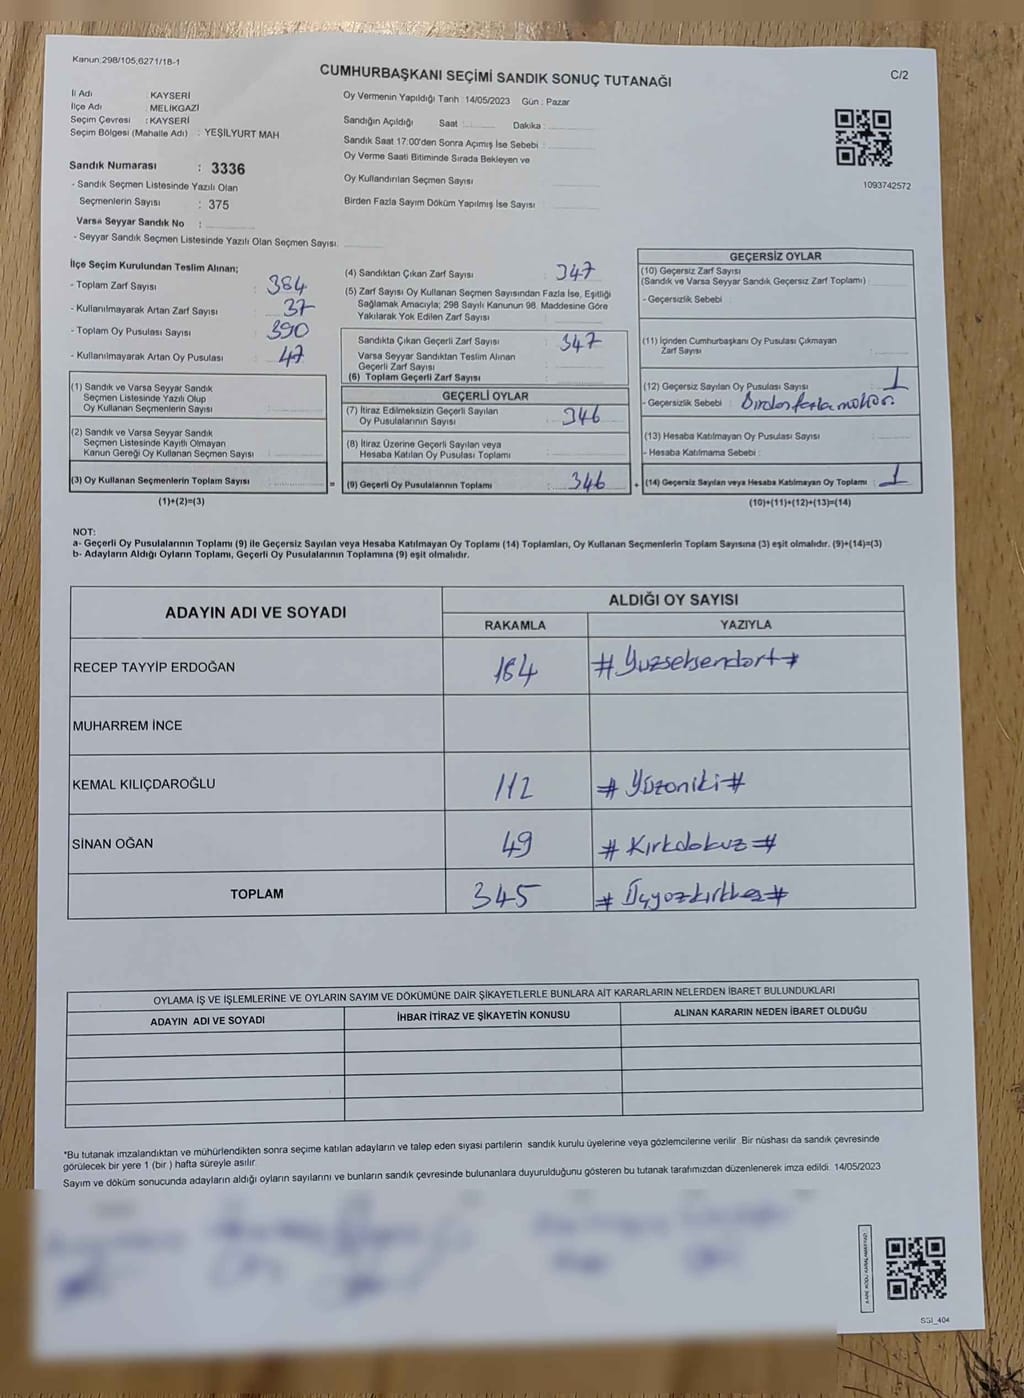 Kanun:298/105;6271/18-1
CUMHURBAŞKANI SEÇİMİ SANDIK SONUÇ TUTANAĞI
C/2
İl Adı : KAYSERİ
İlçe Adı : MELİKGAZİ
Seçim Çevresi : KAYSERİ
Seçim Bölgesi (Mahalle Adı) : YEŞİLYURT MAH
Sandık Numarası : 3336
- Sandık Seçmen Listesinde Yazılı Olan
Seçmenlerin Sayısı : 375
Varsa Seyyar Sandık No :
- Seyyar Sandık Seçmen Listesinde Yazılı Olan Seçmen Sayısı:
Oy Vermenin Yapıldığı Tarih :14/05/2023 Gün : Pazar
Sandığın Açıldığı Saat : Dakika :
Sandık Saat 17:00'den Sonra Açımış İse Sebebi :
Oy Verme Saati Bitiminde Sırada Bekleyen ve
Oy Kullandırılan Seçmen Sayısı
Birden Fazla Sayım Döküm Yapılmış İse Sayısı :
1093742572
İlçe Seçim Kurulundan Teslim Alınan;
- Toplam Zarf Sayısı : 384
- Kullanılmayarak Artan Zarf Sayısı : 37
- Toplam Oy Pusulası Sayısı : 390
- Kullanılmayarak Artan Oy Pusulası : 47
(1) Sandık ve Varsa Seyyar Sandık
Seçmen Listesinde Yazılı Olup
Oy Kullanan Seçmenlerin Sayısı :
(2) Sandık ve Varsa Seyyar Sandık
Seçmen Listesinde Kayıtlı Olmayan
Kanun Gereği Oy Kullanan Seçmen Sayısı :
(3) Oy Kullanan Seçmenlerin Toplam Sayısı :
(1)+(2)=(3)
=
(4) Sandıktan Çıkan Zarf Sayısı : 347
(5) Zarf Sayısı Oy Kullanan Seçmen Sayısından Fazla İse, Eşitliği
Sağlamak Amacıyla; 298 Sayılı Kanunun 98. Maddesine Göre
Yakılarak Yok Edilen Zarf Sayısı :
Sandıkta Çıkan Geçerli Zarf Sayısı : 347
Varsa Seyyar Sandıktan Teslim Alınan
Geçerli Zarf Sayısı :
(6) Toplam Geçerli Zarf Sayısı :
GEÇERLİ OYLAR
(7) İtiraz Edilmeksizin Geçerli Sayılan
Oy Pusulalarının Sayısı : 346
(8) İtiraz Üzerine Geçerli Sayılan veya
Hesaba Katılan Oy Pusulası Toplamı :
(9) Geçerli Oy Pusulalarının Toplamı : 346
+
GEÇERSİZ OYLAR
(10) Geçersiz Zarf Sayısı
(Sandık ve Varsa Seyyar Sandık Geçersiz Zarf Toplamı) :
- Geçersizlik Sebebi :
(11) İçinden Cumhurbaşkanı Oy Pusulası Çıkmayan
Zarf Sayısı :
(12) Geçersiz Sayılan Oy Pusulası Sayısı : 1
- Geçersizlik Sebebi : Birden fazla mühür.
(13) Hesaba Katılmayan Oy Pusulası Sayısı :
- Hesaba Katılmama Sebebi :
(14) Geçersiz Sayılan veya Hesaba Katılmayan Oy Toplamı : 1
(10)+(11)+(12)+(13)=(14)
NOT:
a- Geçerli Oy Pusulalarının Toplamı (9) ile Geçersiz Sayılan veya Hesaba Katılmayan Oy Toplamı (14) Toplamları, Oy Kullanan Seçmenlerin Toplam Sayısına (3) eşit olmalıdır. (9)+(14)=(3)
b- Adayların Aldığı Oyların Toplamı, Geçerli Oy Pusulalarının Toplamına (9) eşit olmalıdır.
ADAYIN ADI VE SOYADI
ALDIĞI OY SAYISI
RAKAMLA YAZIYLA
RECEP TAYYİP ERDOĞAN 184 #Yuzseksendort#
MUHARREM İNCE
KEMAL KILIÇDAROĞLU 112 #Yüzoniki#
SİNAN OĞAN 49 #Kırkdokuz#
TOPLAM 345 #Üçyüzkırkbeş#
OYLAMA İŞ VE İŞLEMLERİNE VE OYLARIN SAYIM VE DÖKÜMÜNE DAİR ŞİKAYETLERLE BUNLARA AİT KARARLARIN NELERDEN İBARET BULUNDUKLARI
ADAYIN ADI VE SOYADI İHBAR İTİRAZ VE ŞİKAYETİN KONUSU ALINAN KARARIN NEDEN İBARET OLDUĞU
*Bu tutanak imzalandıktan ve mühürlendikten sonra seçime katılan adayların ve talep eden siyasi partilerin sandık kurulu üyelerine veya gözlemcilerine verilir. Bir nüshası da sandık çevresinde
görülecek bir yere 1 (bir ) hafta süreyle asılır.
Sayım ve döküm sonucunda adayların aldığı oyların sayılarını ve bunların sandık çevresinde bulunanlara duyurulduğunu gösteren bu tutanak tarafımızdan düzenlenerek imza edildi. 14/05/2023
SSI_404